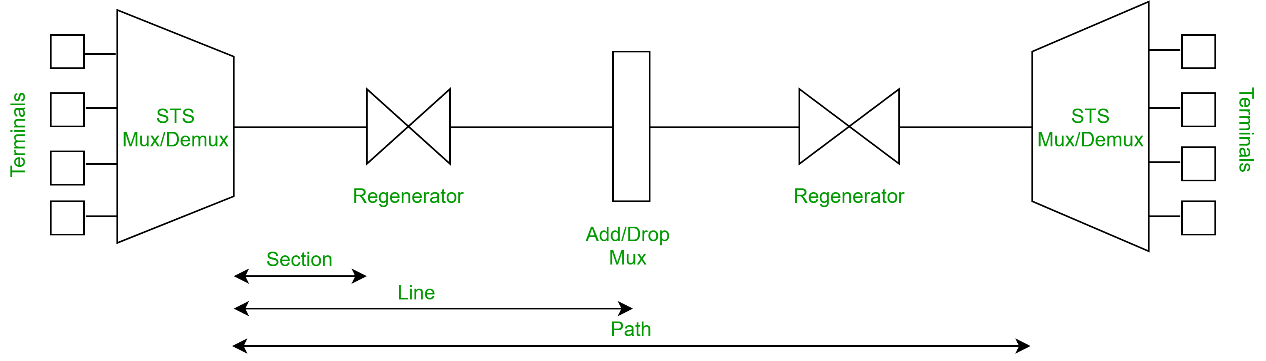 Terminals
STS
Mux/Demux
Regenerator
Add/Drop
Mux
Regenerator
STS
Mux/Demux
Terminals
Section
Line
Path